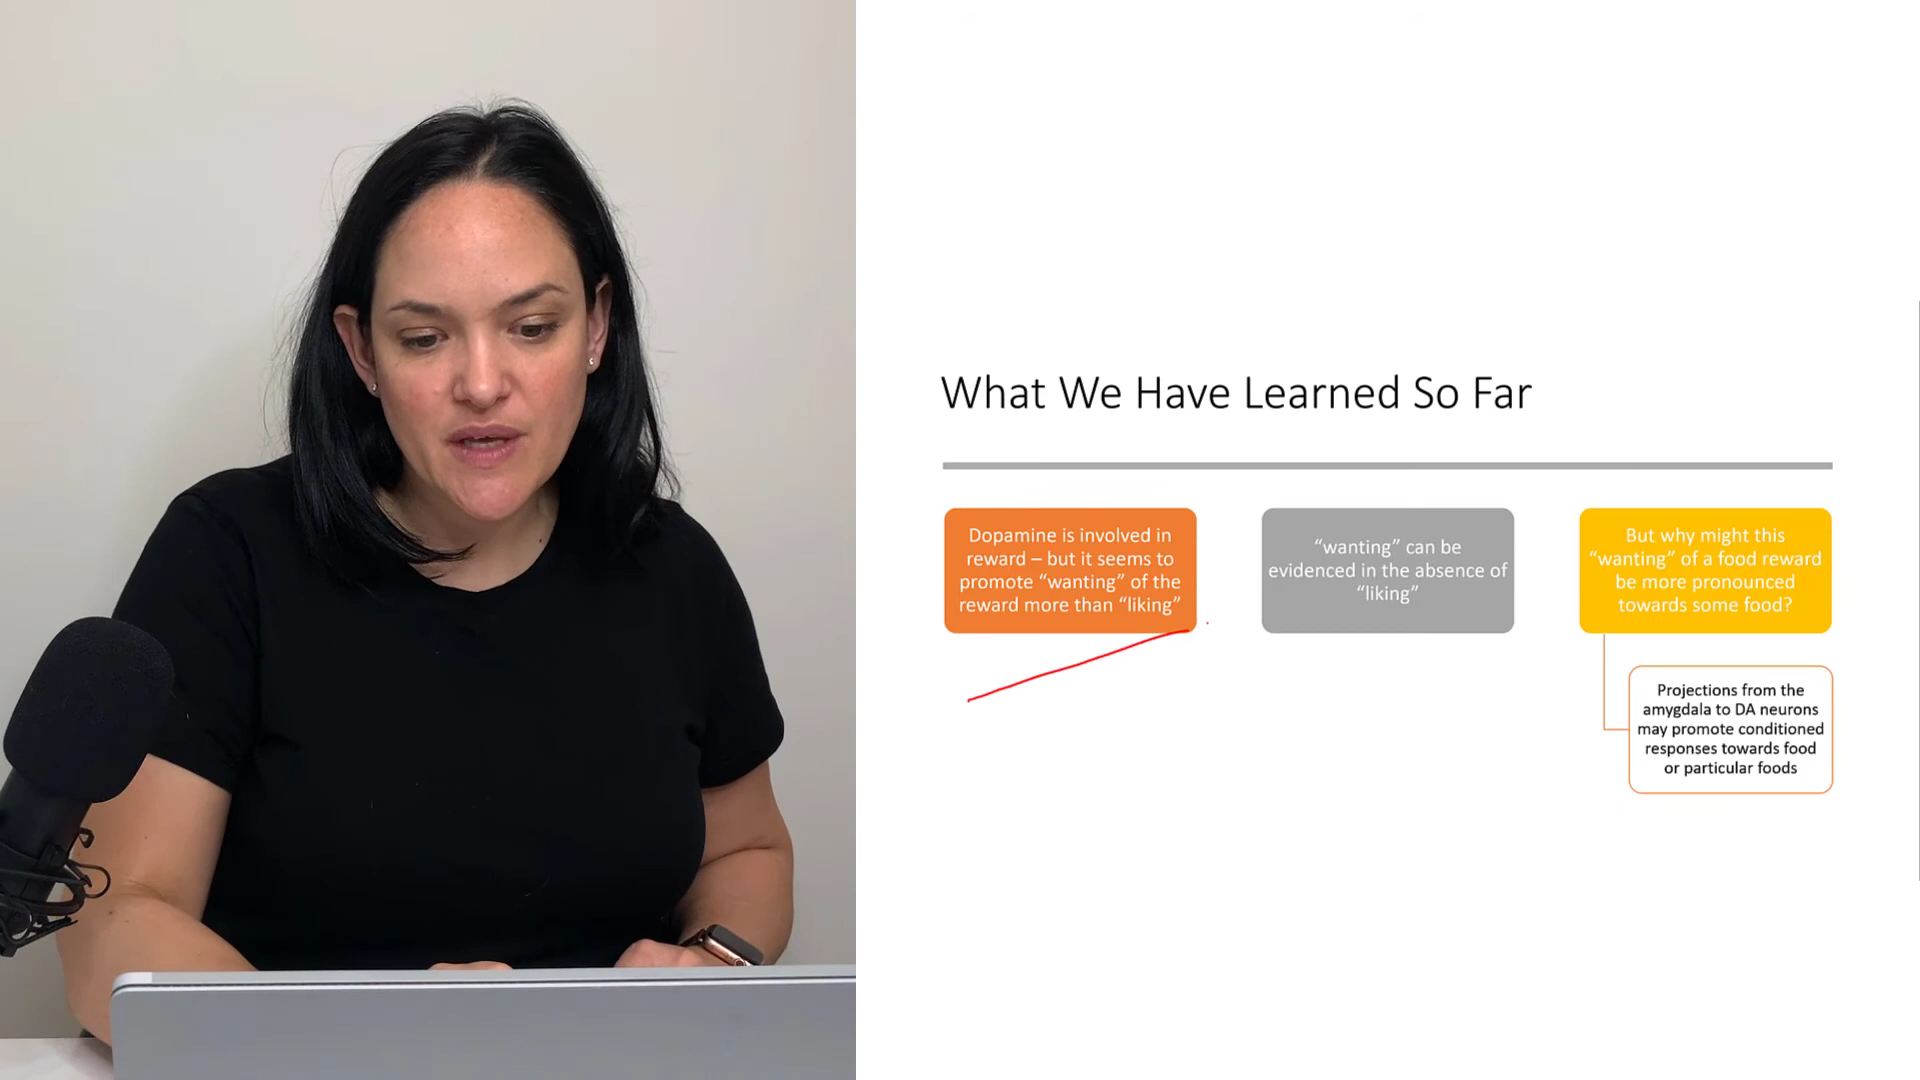 What We Have Learned So Far
Dopamine is involved in
reward – but it seems to
promote “wanting” of the
reward more than “liking”
“wanting” can be
evidenced in the absence of
“liking”
But why might this
“wanting” of a food reward
be more pronounced
towards some food?
Projections from the
amygdala to DA neurons
may promote conditioned
responses towards food
or particular foods